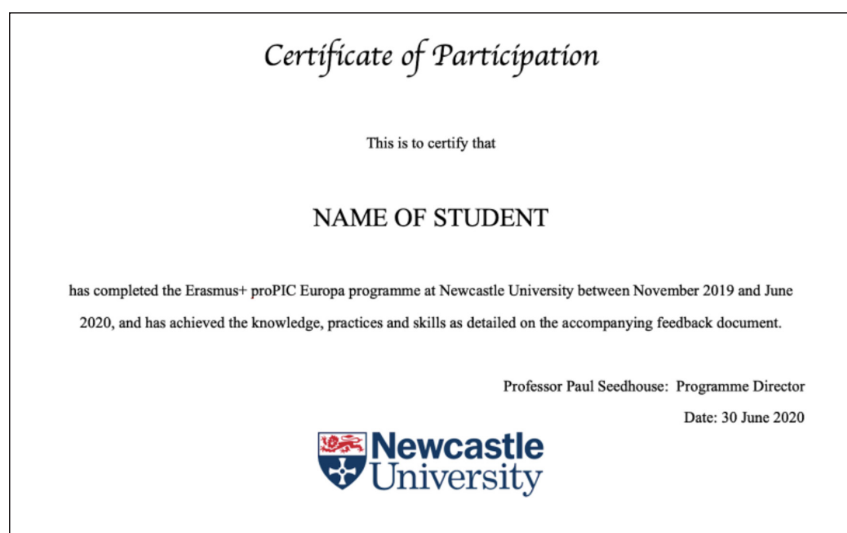 Certificate of Participation
This is to certify that
NAME OF STUDENT
has completed the Erasmus+ proPIC Europa programme at Newcastle University between November 2019 and June
2020, and has achieved the knowledge, practices and skills as detailed on the accompanying feedback document.
Professor Paul Seedhouse: Programme Director
Date: 30 June 2020
Newcastle
University